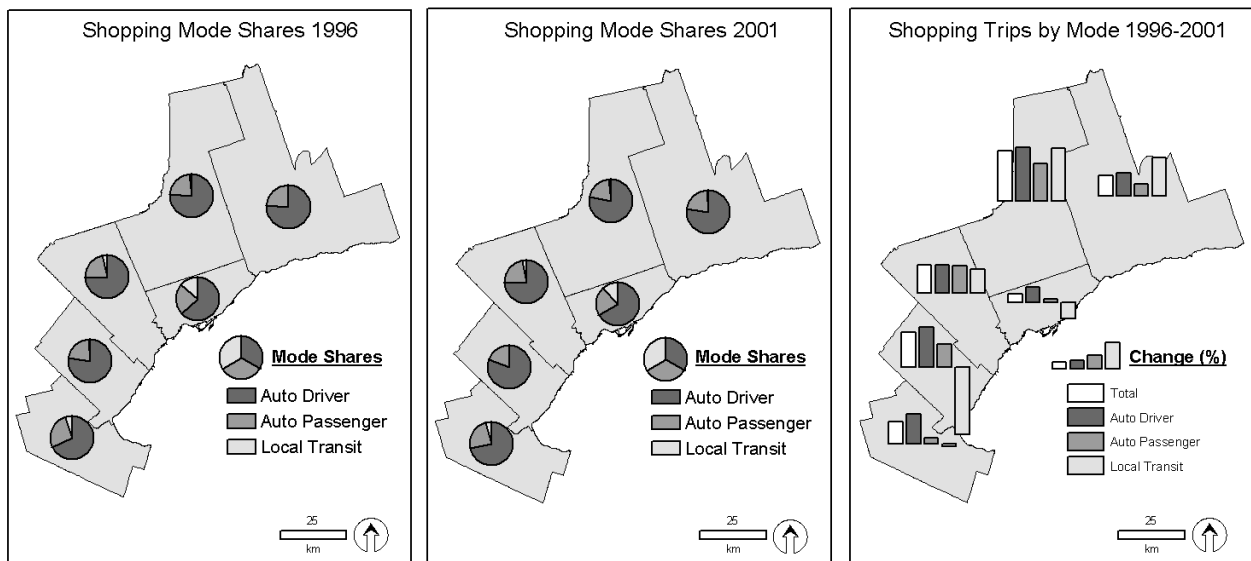 Shopping Mode Shares 1996
Mode Shares
Auto Driver
Auto Passenger
Local Transit
25
km
Shopping Mode Shares 2001
Mode Shares
Auto Driver
Auto Passenger
Local Transit
25
km
Shopping Trips by Mode 1996-2001
Change (%)
Total
Auto Driver
Auto Passenger
Local Transit
25
km